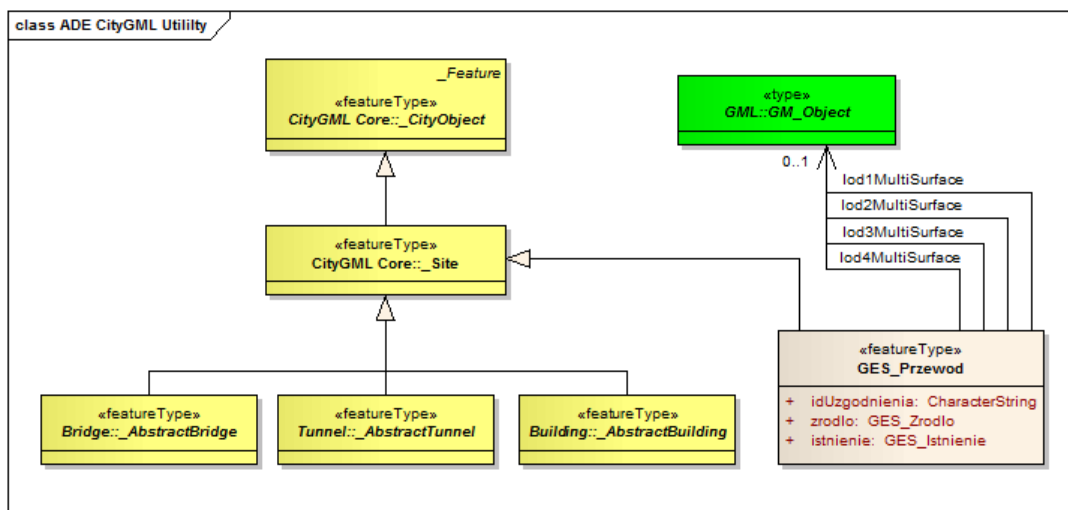 class ADE CityGML Utililty
_Feature
«featureType»
CityGML Core::_CityObject
«type»
GML::GM_Object
0..1
lod1MultiSurface
lod2MultiSurface
lod3MultiSurface
lod4MultiSurface
«featureType»
CityGML Core::_Site
«featureType»
GES_Przewod
+ idUzgodnienia: CharacterString
+ zrodlo: GES_Zrodlo
+ istnienie: GES_Istnienie
«featureType»
Bridge::_AbstractBridge
«featureType»
Tunnel::_AbstractTunnel
«featureType»
Building::_AbstractBuilding